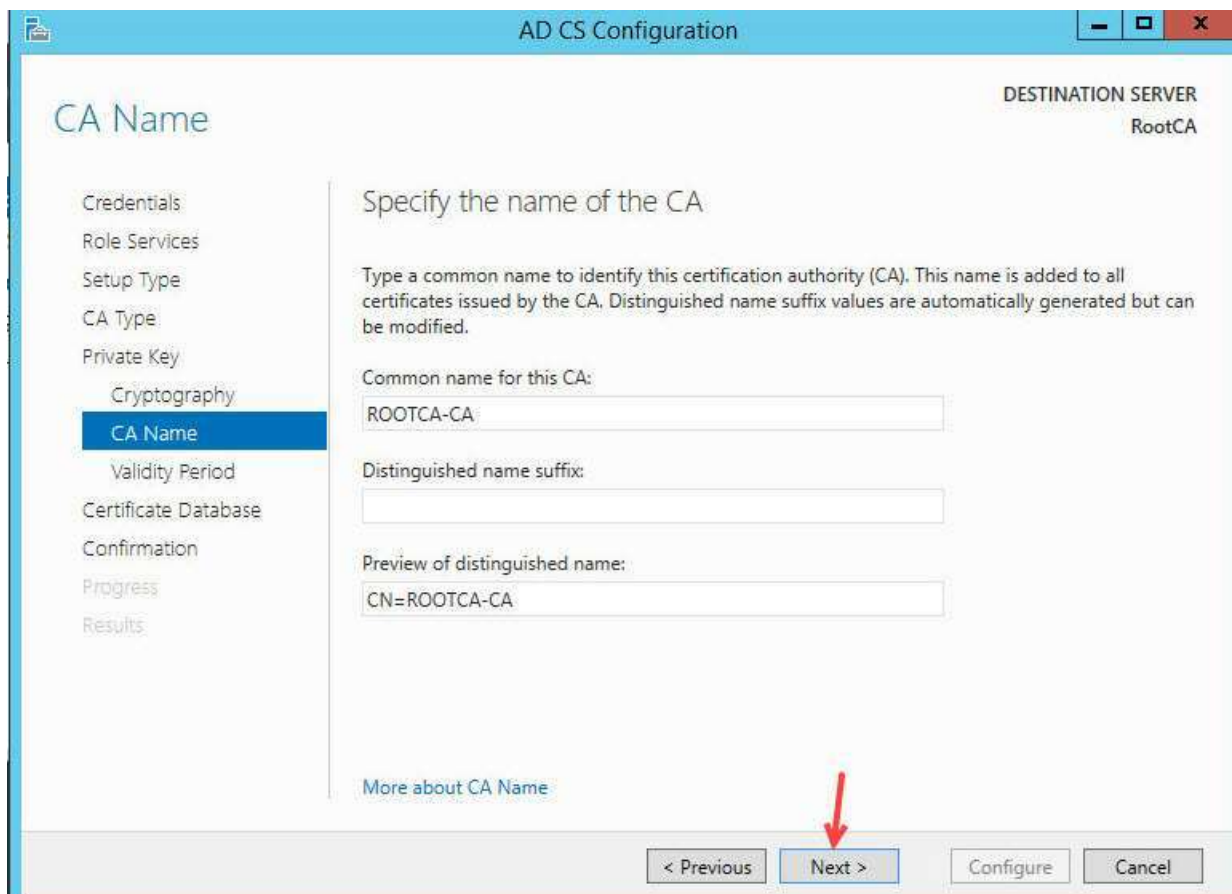 AD CS Configuration
CA Name
DESTINATION SERVER
RootCA
Credentials
Role Services
Setup Type
CA Type
Private Key
Cryptography
CA Name
Validity Period
Certificate Database
Confirmation
Progress
Results
Specify the name of the CA
Type a common name to identify this certification authority (CA). This name is added to all
certificates issued by the CA. Distinguished name suffix values are automatically generated but can
be modified.
Common name for this CA:
ROOTCA-CA
Distinguished name suffix:
Preview of distinguished name:
CN=ROOTCA-CA
More about CA Name
< Previous
Next >
Configure
Cancel